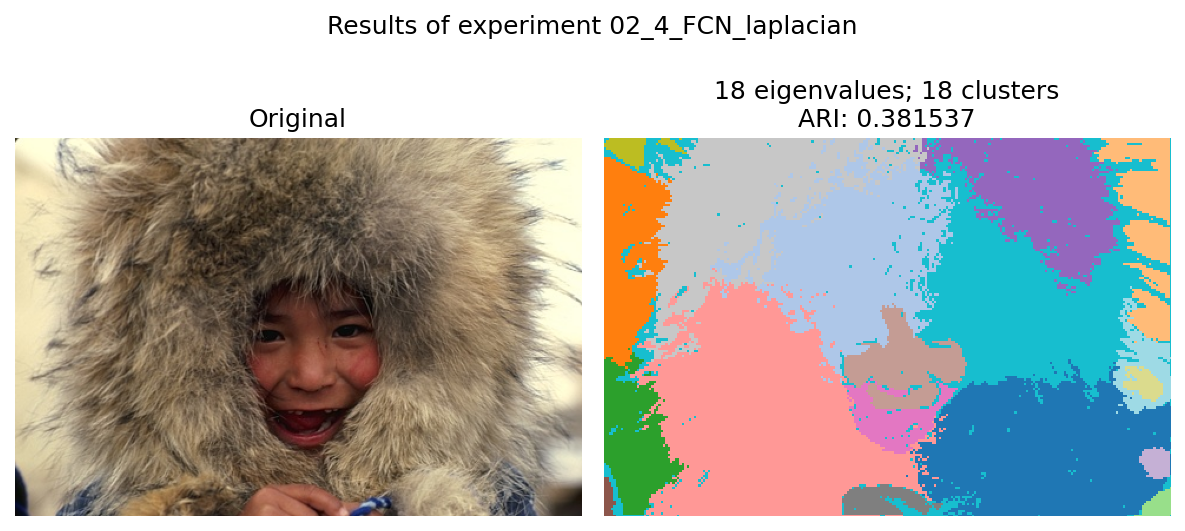 Results of experiment 02_4_FCN_laplacian
Original
18 eigenvalues; 18 clusters
ARI: 0.381537